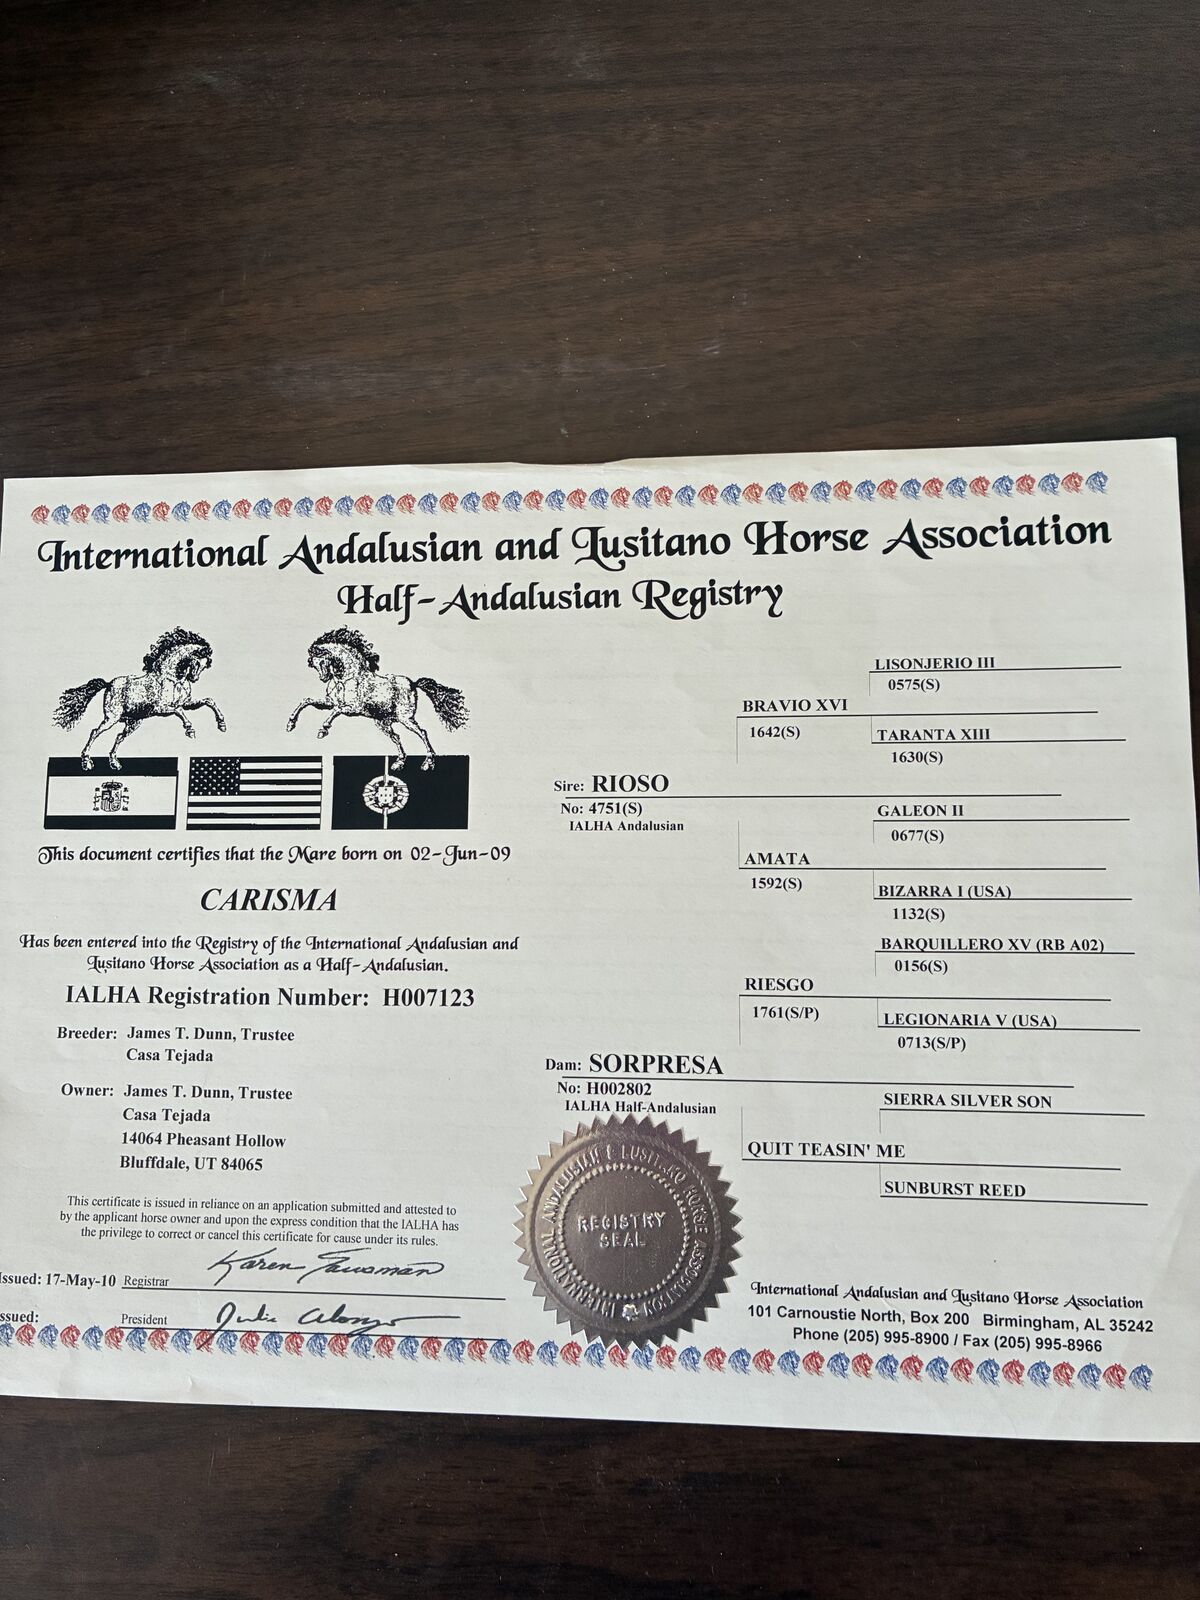 International Andalusian and Lusitano Horse Association
Half-Andalusian Registry
This document certifies that the Mare born on 02-Jun-09
CARISMA
Has been entered into the Registry of the International Andalusian and
Lusitano Horse Association as a Half-Andalusian.
IALHA Registration Number: H007123
Breeder: James T. Dunn, Trustee
Casa Tejada
Owner: James T. Dunn, Trustee
Casa Tejada
14064 Pheasant Hollow
Bluffdale, UT 84065
This certificate is issued in reliance on an application submitted and attested to
by the applicant horse owner and upon the express condition that the IALHA has
the privilege to correct or cancel this certificate for cause under its rules.
Issued: 17-May-10 Registrar
ssued: President
Sire: RIOSO
No: 4751(S)
IALHA Andalusian
BRAVIO XVI
1642(S)
LISONJERIO III
0575(S)
TARANTA XIII
1630(S)
AMATA
1592(S)
GALEON II
0677(S)
BIZARRA I (USA)
1132(S)
Dam: SORPRESA
No: H002802
IALHA Half-Andalusian
RIESGO
1761(S/P)
BARQUILLERO XV (RB A02)
0156(S)
LEGIONARIA V (USA)
0713(S/P)
QUIT TEASIN' ME
SIERRA SILVER SON
SUNBURST REED
INTERNATIONAL ANDALUSIAN & LUSITANO HORSE ASSOCIATION
REGISTRY
SEAL
International Andalusian and Lusitano Horse Association
101 Carnoustie North, Box 200 Birmingham, AL 35242
Phone (205) 995-8900 / Fax (205) 995-8966